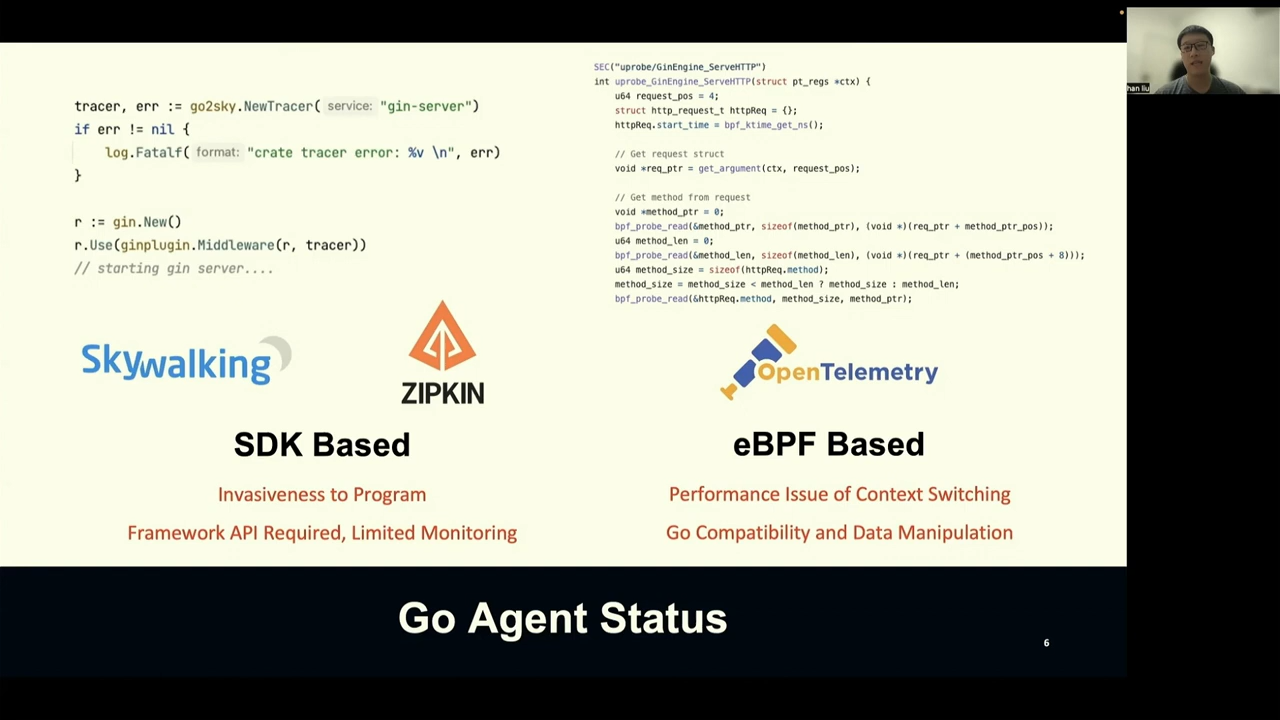 tracer, err := go2sky.NewTracer( service: "gin-server")
if err != nil {
log.Fatalf( format: "crate tracer error: %v \n", err)
}
r := gin.New()
r.Use(ginplugin.Middleware(r, tracer))
// starting gin server....
SEC("uprobe/GinEngine_ServeHTTP")
int uprobe_GinEngine_ServeHTTP(struct pt_regs *ctx) {
u64 request_pos = 4;
struct http_request_t httpReq = {};
httpReq.start_time = bpf_ktime_get_ns();
// Get request struct
void *req_ptr = get_argument(ctx, request_pos);
// Get method from request
void *method_ptr = 0;
bpf_probe_read(&method_ptr, sizeof(method_ptr), (void *)(req_ptr + method_ptr_pos));
u64 method_len = 0;
bpf_probe_read(&method_len, sizeof(method_len), (void *)(req_ptr + (method_ptr_pos + 8)));
u64 method_size = sizeof(httpReq.method);
method_size = method_size < method_len ? method_size : method_len;
bpf_probe_read(&httpReq.method, method_size, method_ptr);
Skywalking
ZIPKIN
OpenTelemetry
SDK Based
Invasiveness to Program
Framework API Required, Limited Monitoring
eBPF Based
Performance Issue of Context Switching
Go Compatibility and Data Manipulation
Go Agent Status
6
han liu